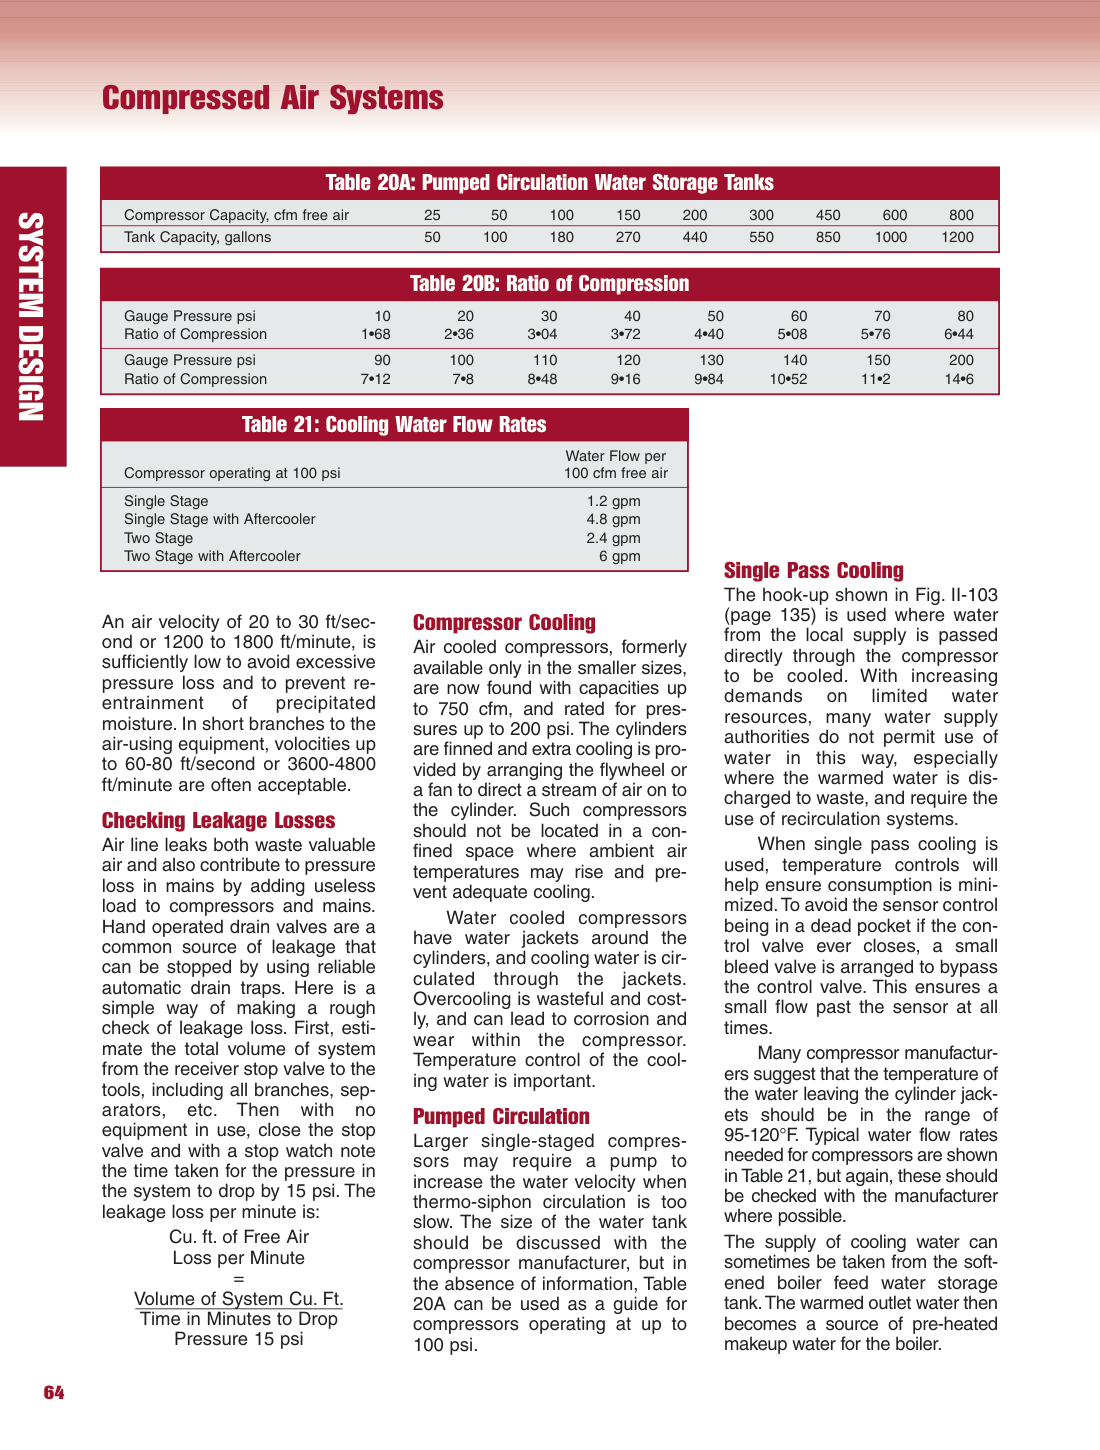 Compressed Air Systems
SYSTEM DESIGN
Table 20A: Pumped Circulation Water Storage Tanks
Compressor Capacity, cfm free air 25 50 100 150 200 300 450 600 800
Tank Capacity, gallons 50 100 180 270 440 550 850 1000 1200
Table 20B: Ratio of Compression
Gauge Pressure psi 10 20 30 40 50 60 70 80
Ratio of Compression 1•68 2•36 3•04 3•72 4•40 5•08 5•76 6•44
Gauge Pressure psi 90 100 110 120 130 140 150 200
Ratio of Compression 7•12 7•8 8•48 9•16 9•84 10•52 11•2 14•6
Table 21: Cooling Water Flow Rates
Water Flow per
Compressor operating at 100 psi 100 cfm free air
Single Stage 1.2 gpm
Single Stage with Aftercooler 4.8 gpm
Two Stage 2.4 gpm
Two Stage with Aftercooler 6 gpm
An air velocity of 20 to 30 ft/sec-
ond or 1200 to 1800 ft/minute, is
sufficiently low to avoid excessive
pressure loss and to prevent re-
entrainment of precipitated
moisture. In short branches to the
air-using equipment, volocities up
to 60-80 ft/second or 3600-4800
ft/minute are often acceptable.
Checking Leakage Losses
Air line leaks both waste valuable
air and also contribute to pressure
loss in mains by adding useless
load to compressors and mains.
Hand operated drain valves are a
common source of leakage that
can be stopped by using reliable
automatic drain traps. Here is a
simple way of making a rough
check of leakage loss. First, esti-
mate the total volume of system
from the receiver stop valve to the
tools, including all branches, sep-
arators, etc. Then with no
equipment in use, close the stop
valve and with a stop watch note
the time taken for the pressure in
the system to drop by 15 psi. The
leakage loss per minute is:
Cu. ft. of Free Air
Loss per Minute
=
Volume of System Cu. Ft.
Time in Minutes to Drop
Pressure 15 psi
Compressor Cooling
Air cooled compressors, formerly
available only in the smaller sizes,
are now found with capacities up
to 750 cfm, and rated for pres-
sures up to 200 psi. The cylinders
are finned and extra cooling is pro-
vided by arranging the flywheel or
a fan to direct a stream of air on to
the cylinder. Such compressors
should not be located in a con-
fined space where ambient air
temperatures may rise and pre-
vent adequate cooling.
Water cooled compressors
have water jackets around the
cylinders, and cooling water is cir-
culated through the jackets.
Overcooling is wasteful and cost-
ly, and can lead to corrosion and
wear within the compressor.
Temperature control of the cool-
ing water is important.
Pumped Circulation
Larger single-staged compres-
sors may require a pump to
increase the water velocity when
thermo-siphon circulation is too
slow. The size of the water tank
should be discussed with the
compressor manufacturer, but in
the absence of information, Table
20A can be used as a guide for
compressors operating at up to
100 psi.
Single Pass Cooling
The hook-up shown in Fig. II-103
(page 135) is used where water
from the local supply is passed
directly through the compressor
to be cooled. With increasing
demands on limited water
resources, many water supply
authorities do not permit use of
water in this way, especially
where the warmed water is dis-
charged to waste, and require the
use of recirculation systems.
When single pass cooling is
used, temperature controls will
help ensure consumption is mini-
mized. To avoid the sensor control
being in a dead pocket if the con-
trol valve ever closes, a small
bleed valve is arranged to bypass
the control valve. This ensures a
small flow past the sensor at all
times.
Many compressor manufactur-
ers suggest that the temperature of
the water leaving the cylinder jack-
ets should be in the range of
95-120°F. Typical water flow rates
needed for compressors are shown
in Table 21, but again, these should
be checked with the manufacturer
where possible.
The supply of cooling water can
sometimes be taken from the soft-
ened boiler feed water storage
tank. The warmed outlet water then
becomes a source of pre-heated
makeup water for the boiler.
64